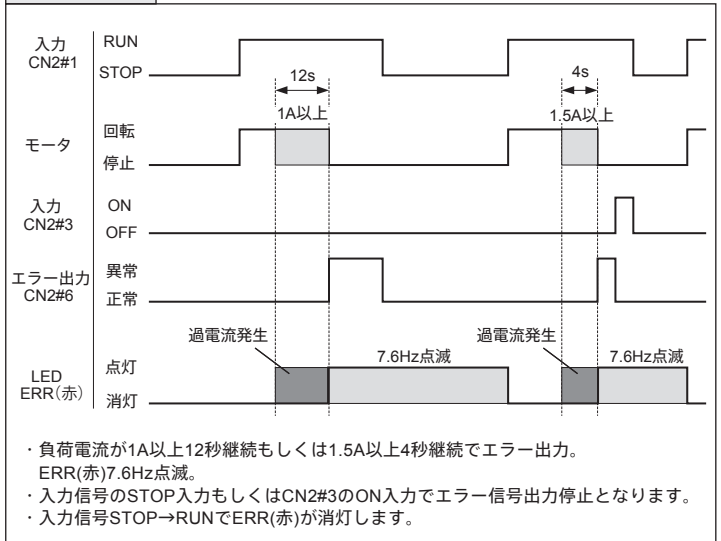 入力
CN2#1
RUN
STOP
12s
4s
1A以上
1.5A以上
モータ
回転
停止
入力
CN2#3
ON
OFF
エラー出力
CN2#6
異常
正常
過電流発生
過電流発生
LED
ERR(赤)
点灯
消灯
7.6Hz点滅
7.6Hz点滅
・負荷電流が1A以上12秒継続もしくは1.5A以上4秒継続でエラー出力。
ERR(赤)7.6Hz点滅。
・入力信号のSTOP入力もしくはCN2#3のON入力でエラー信号出力停止となります。
・入力信号STOP→RUNでERR(赤)が消灯します。